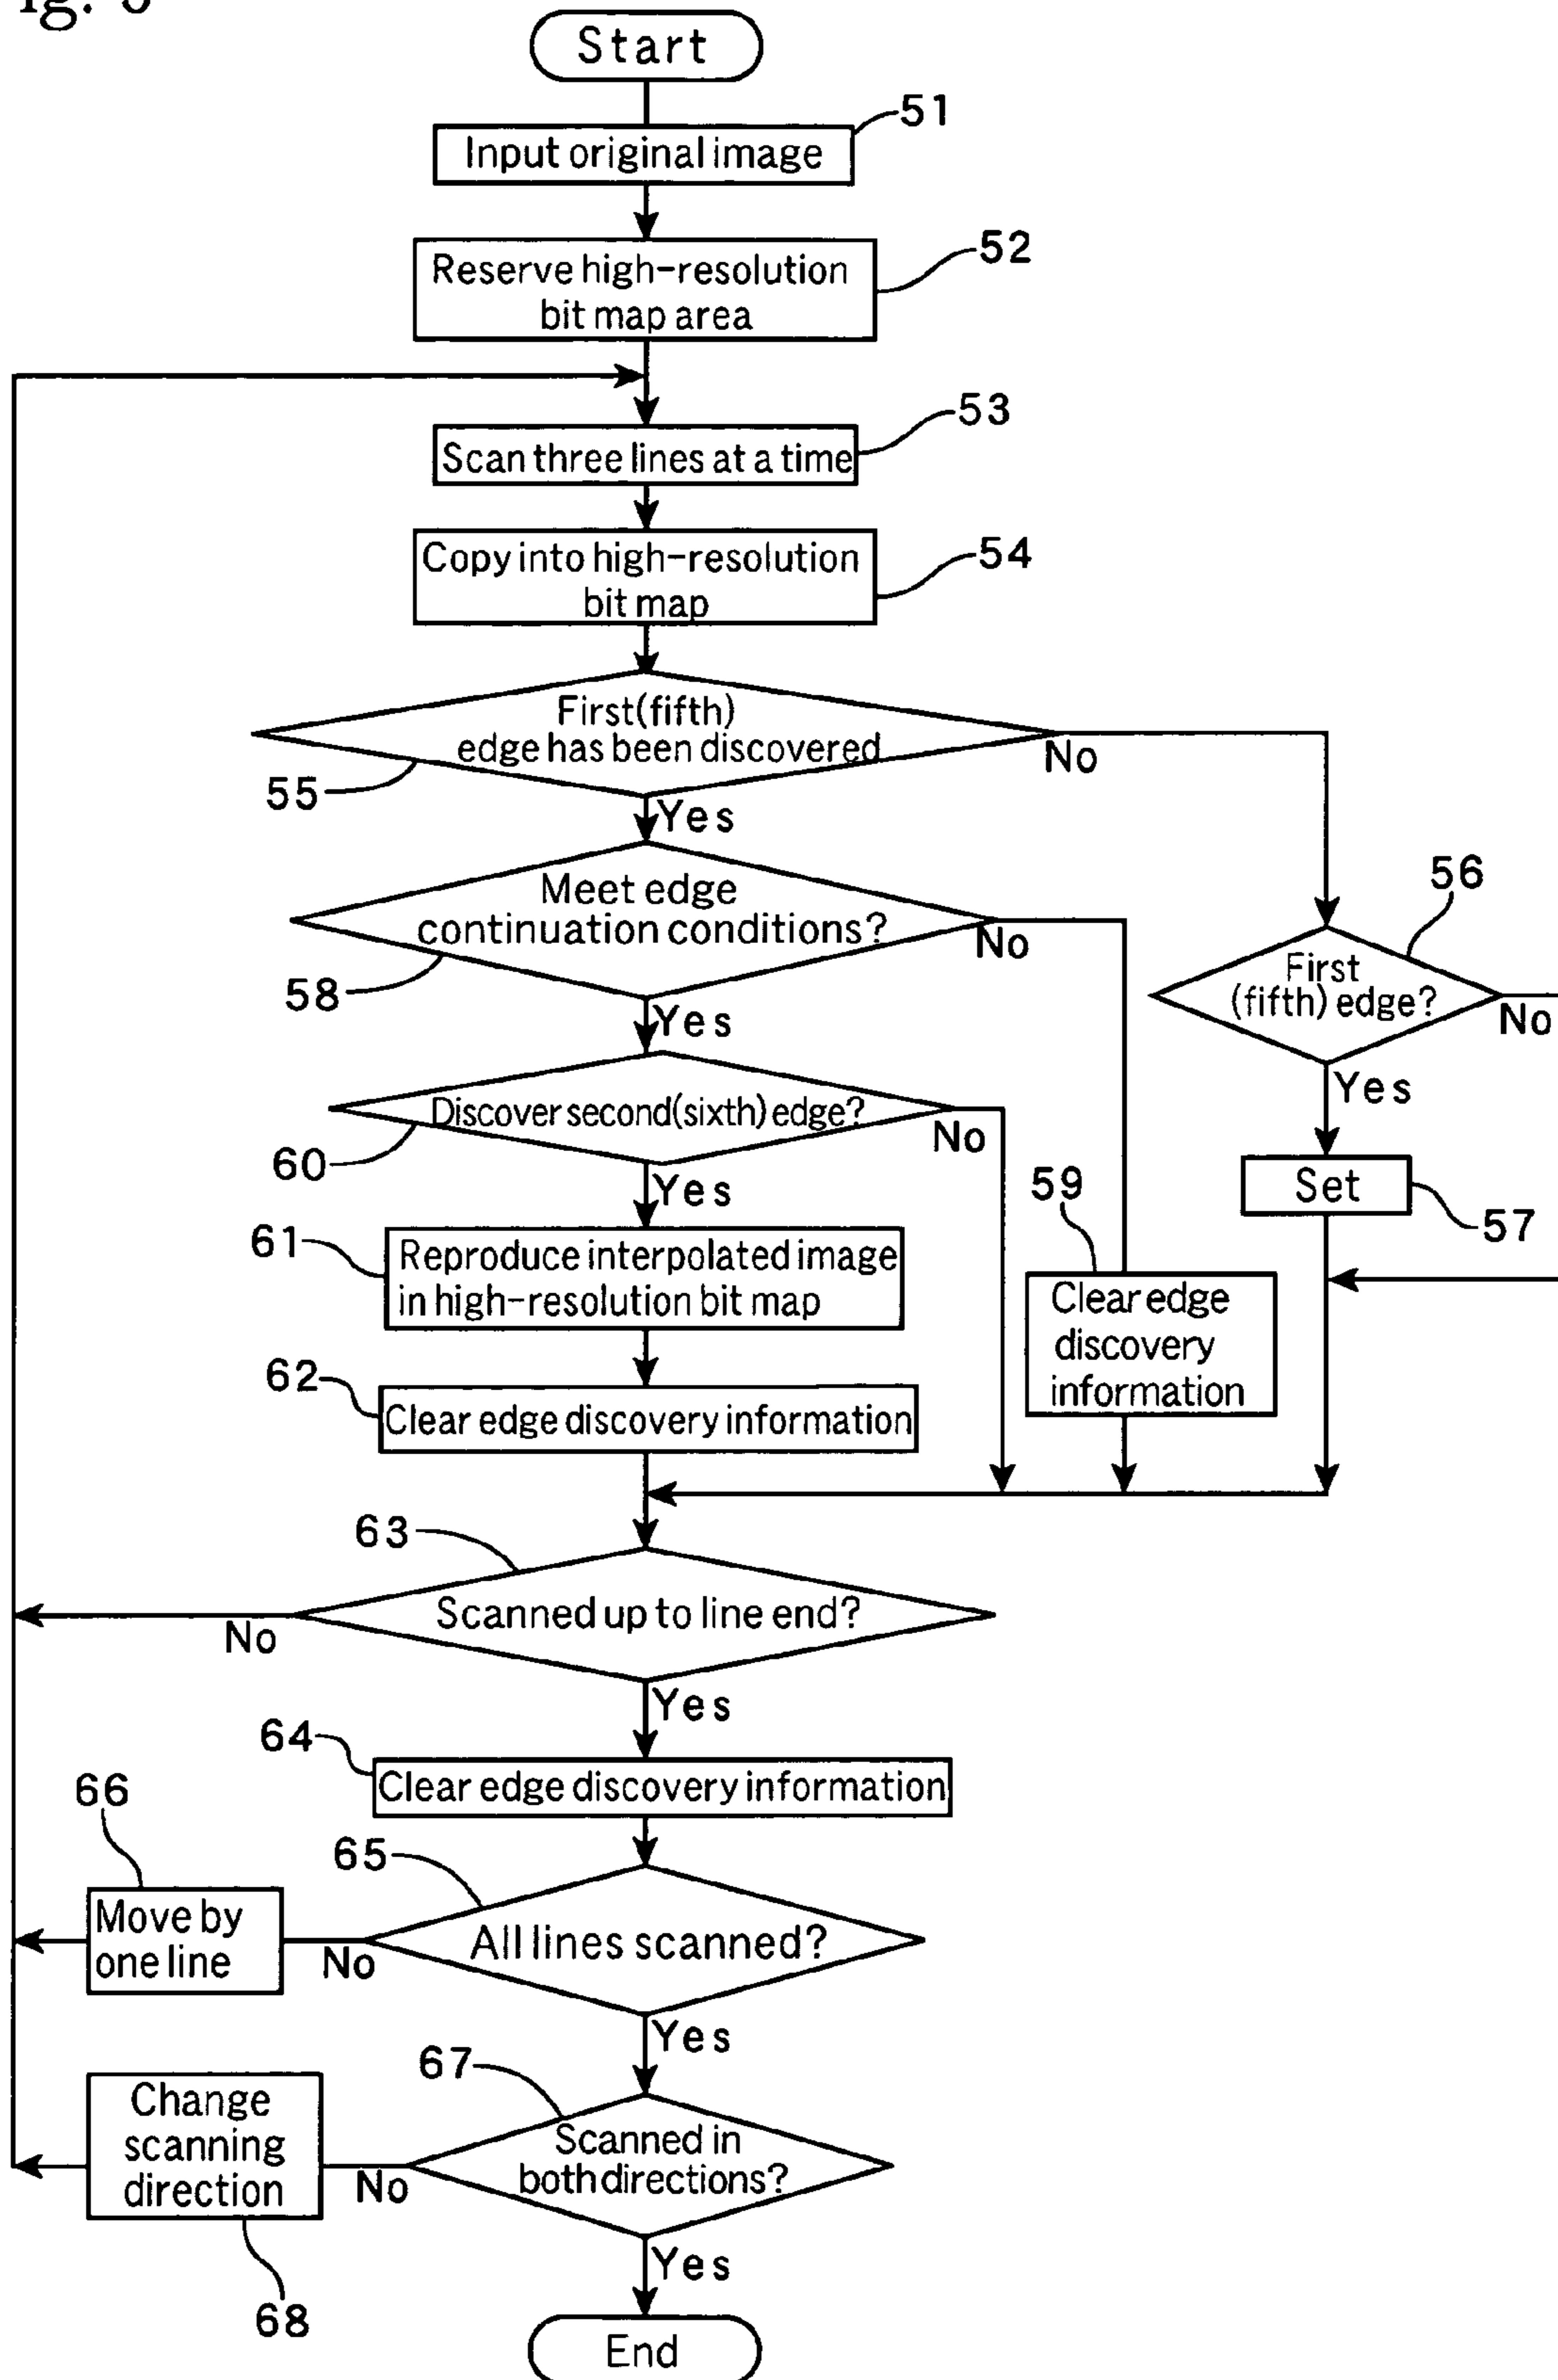 Start
51
Input original image
52
Reserve high-resolution
bit map area
53
Scan three lines at a time
54
Copy into high-resolution
bit map
First(fifth)
edge has been discovered
No
55
Yes
56
Meet edge
continuation conditions?
No
58
First
(fifth) edge?
No
Yes
Yes
Discover second(sixth) edge?
No
60
Yes
59
Set
57
61
Reproduce interpolated image
in high-resolution bit map
Clear edge
discovery
information
62
Clear edge discovery information
63
Scanned up to line end?
No
Yes
64
Clear edge discovery information
66
65
Move by
one line
No
All lines scanned?
Yes
67
Change
scanning
direction
No
Scanned in
both directions?
Yes
68
End